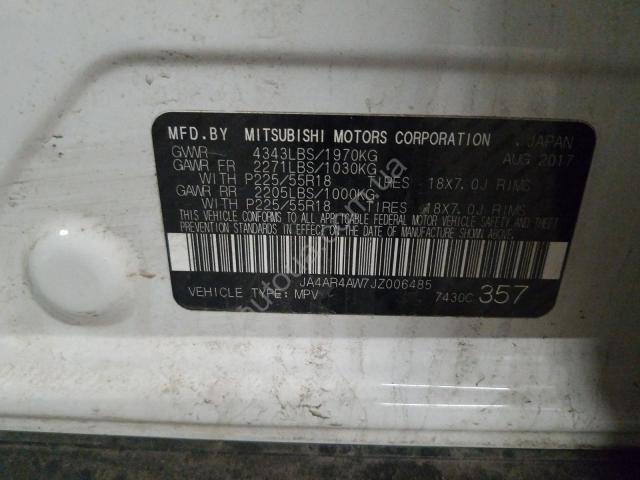 MFD.BY MITSUBISHI MOTORS CORPORATION , JAPAN
GVWR 4343LBS/1970KG AUG 2017
GAWR FR 2271LBS/1030KG
WITH P225/55R18 TIRES 18X7.0J RIMS
GAWR RR 2205LBS/1000KG
WITH P225/55R18 TIRES 18X7.0J RIMS
THIS VEHICLE CONFORMS TO ALL APPLICABLE FEDERAL MOTOR VEHICLE SAFETY AND THEFT
PREVENTION STANDARDS IN EFFECT ON THE DATE OF MANUFACTURE SHOWN ABOVE.
JA4AR4AW7JZ006485
VEHICLE TYPE: MPV 7430C 357